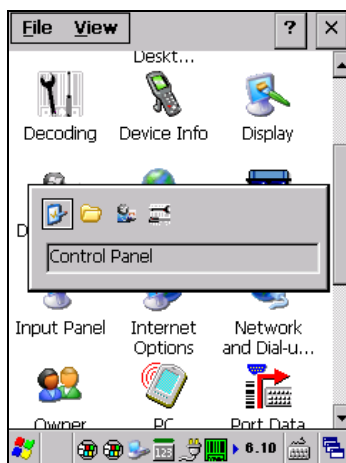 File View ? ×
Deskt...
Decoding Device Info Display
D
Control Panel
Input Panel Internet Options Network and Dial-u...
Owner PC Port Data
123 6.10